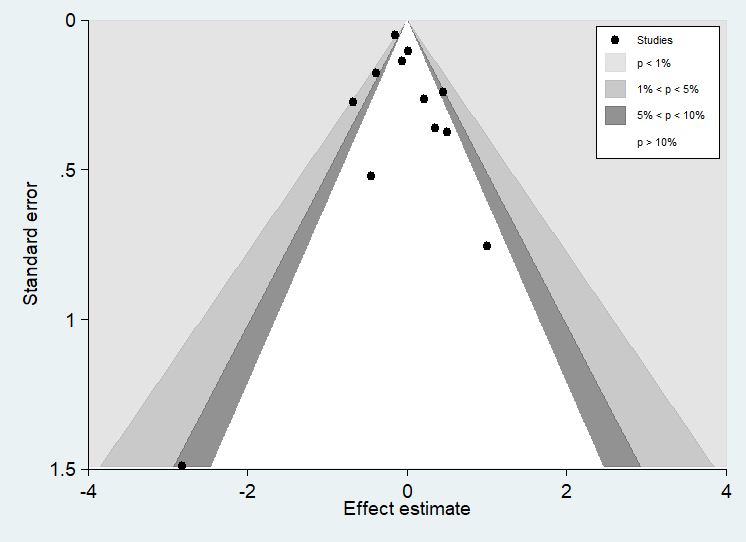 0
.5
1
1.5
Standard error
-4
-2
0
2
4
Effect estimate
Studies
p < 1%
1% < p < 5%
5% < p < 10%
p > 10%